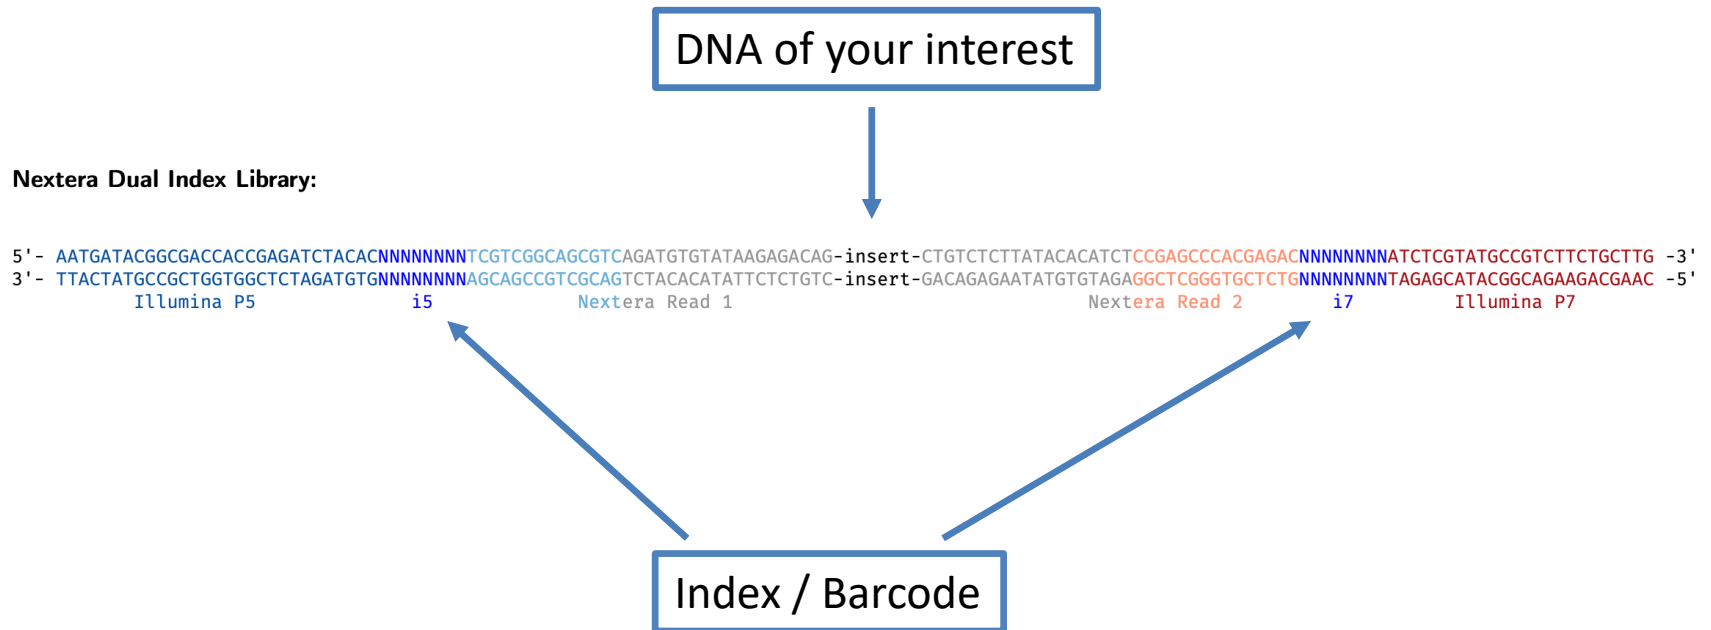 DNA of your interest
Nextera Dual Index Library:
5'- AATGATACGGCGACCACCGAGATCTACACNNNNNNNNTCGTCGGCAGCGTCAGATGTGTATAAGAGACAG-insert-CTGTCTCTTATACACATCTCCGAGCCCACGAGACNNNNNNNNATCTCGTATGCCGTCTTCTGCTTG -3'
3'- TTACTATGCCGCTGGTGGCTCTAGATGTGNNNNNNNNAGCAGCCGTCGCAGTCTACACATATTCTCTGTC-insert-GACAGAGAATATGTGTAGAGGCTCGGGTGCTCTGNNNNNNNNTAGAGCATACGGCAGAAGACGAAC -5'
Illumina P5 i5 Nextera Read 1 Nextera Read 2 i7 Illumina P7
Index / Barcode